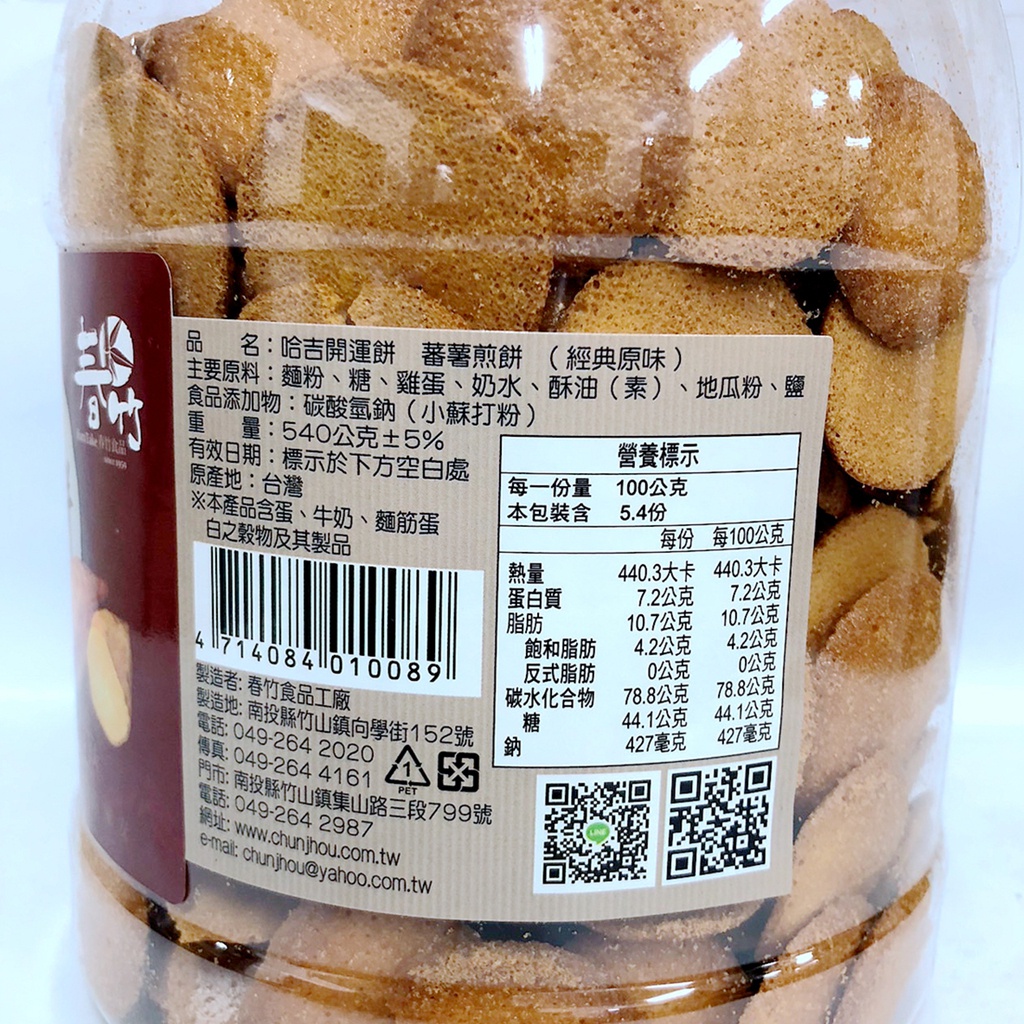 春竹
春竹食品
since 1959
品 名：哈吉開運餅 蕃薯煎餅 （經典原味）
主要原料：麵粉、糖、雞蛋、奶水、酥油（素）、地瓜粉、鹽
食品添加物：碳酸氫鈉（小蘇打粉）
重 量：540公克±5%
有效日期：標示於下方空白處
原產地：台灣
※本產品含蛋、牛奶、麵筋蛋
白之穀物及其製品
4 714084 010089
製造者: 春竹食品工廠
製造地: 南投縣竹山鎮向學街152號
電話: 049-264 2020
傳真: 049-264 4161
門市: 南投縣竹山鎮集山路三段799號
電話: 049-264 2987
網址: www.chunjhou.com.tw
e-mail: chunjhou@yahoo.com.tw
1
PET
營養標示
每一份量 100公克
本包裝含 5.4份
每份 每100公克
熱量 440.3大卡 440.3大卡
蛋白質 7.2公克 7.2公克
脂肪 10.7公克 10.7公克
飽和脂肪 4.2公克 4.2公克
反式脂肪 0公克 0公克
碳水化合物 78.8公克 78.8公克
糖 44.1公克 44.1公克
鈉 427毫克 427毫克
LINE